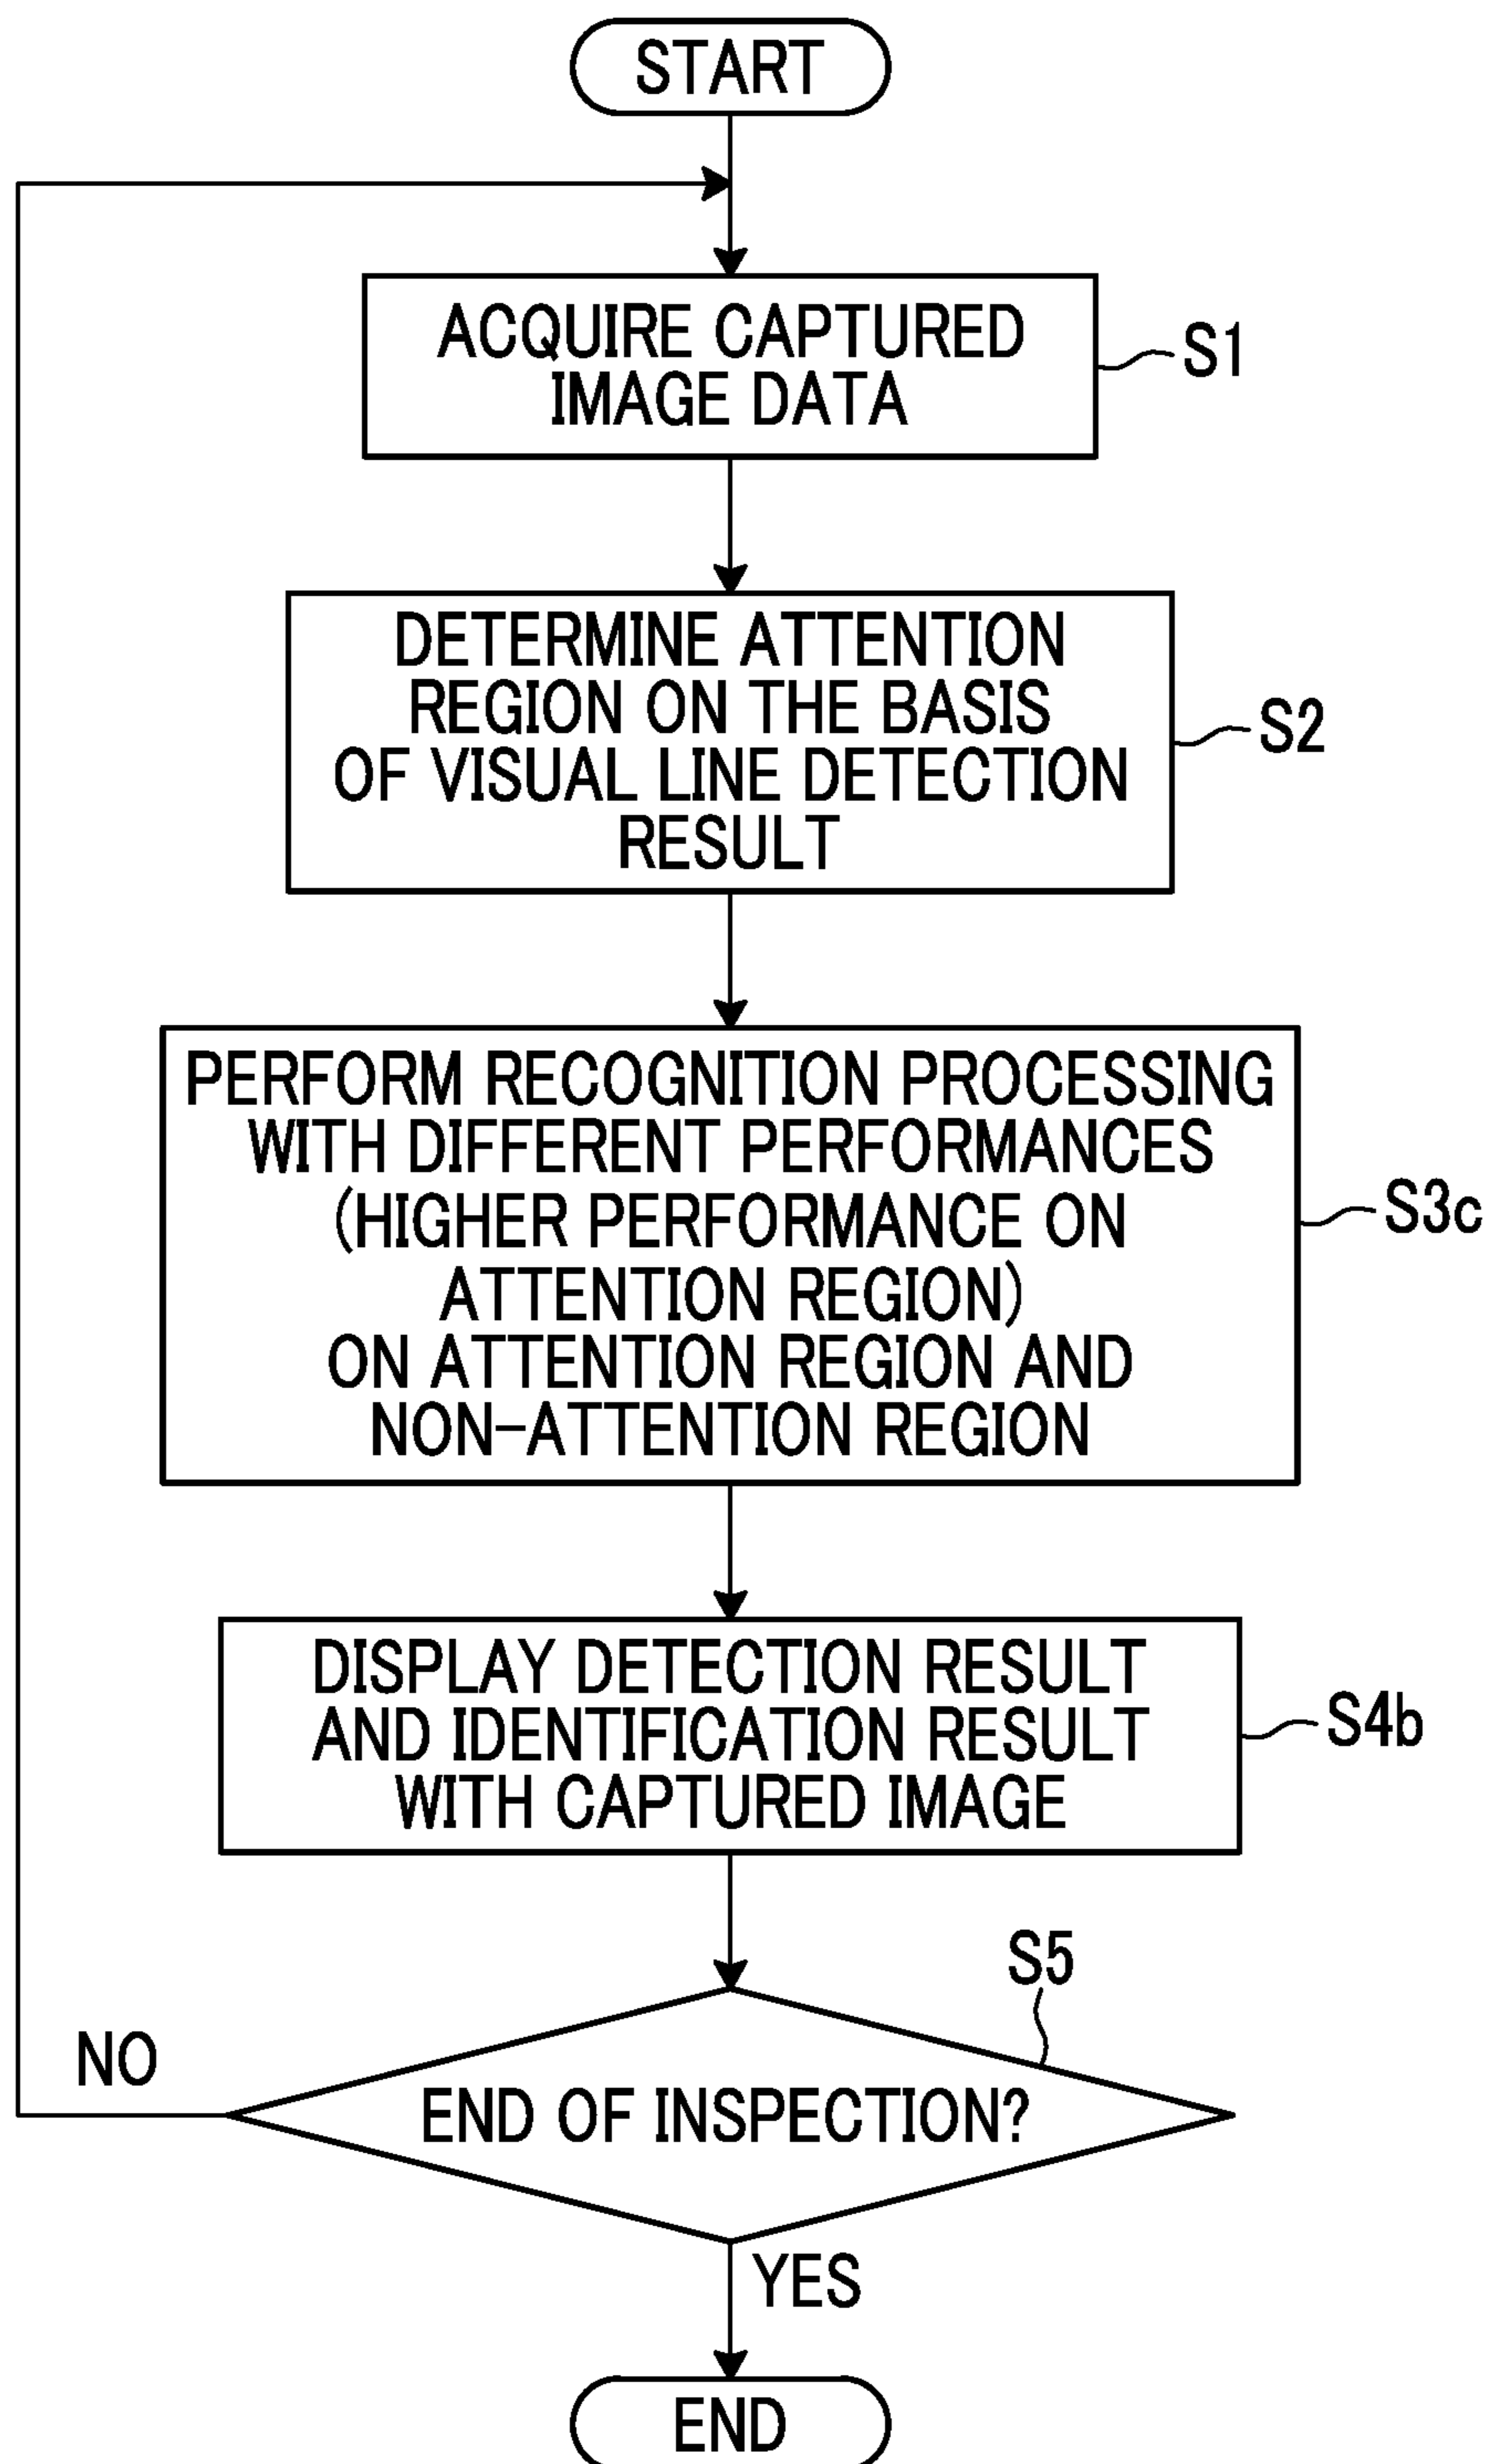 START
ACQUIRE CAPTURED
IMAGE DATA
S1
DETERMINE ATTENTION
REGION ON THE BASIS
OF VISUAL LINE DETECTION
RESULT
S2
PERFORM RECOGNITION PROCESSING
WITH DIFFERENT PERFORMANCES
(HIGHER PERFORMANCE ON
ATTENTION REGION)
ON ATTENTION REGION AND
NON-ATTENTION REGION
S3c
DISPLAY DETECTION RESULT
AND IDENTIFICATION RESULT
WITH CAPTURED IMAGE
S4b
S5
NO
END OF INSPECTION?
YES
END